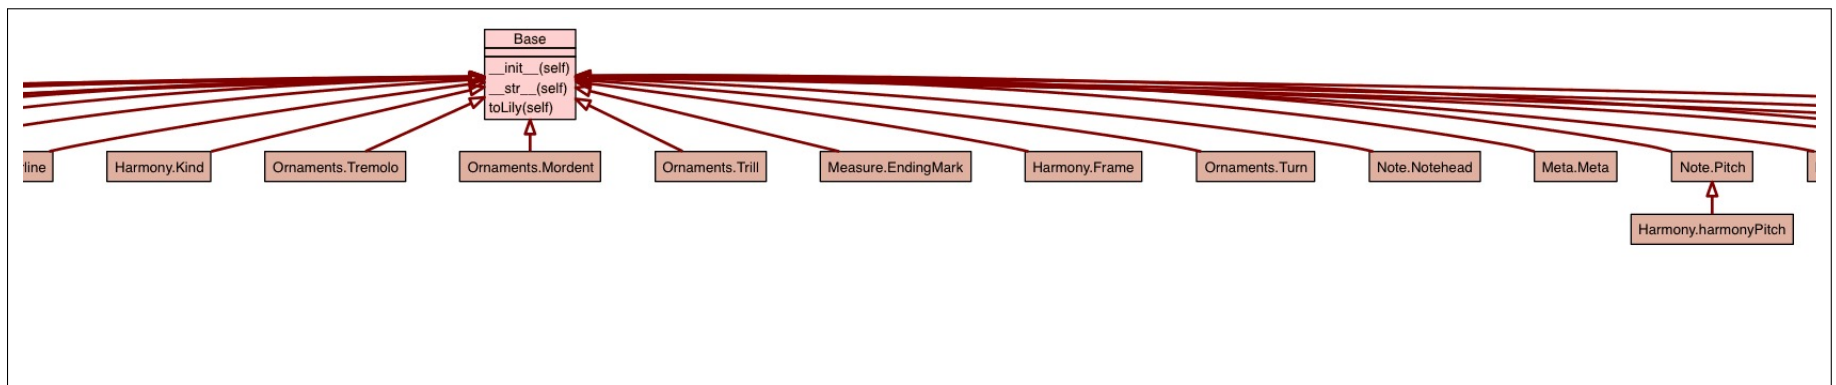 Base
__init__(self)
__str__(self)
toLily(self)
line
Harmony.Kind
Ornaments.Tremolo
Ornaments.Mordent
Ornaments.Trill
Measure.EndingMark
Harmony.Frame
Ornaments.Turn
Note.Notehead
Meta.Meta
Note.Pitch
Harmony.harmonyPitch